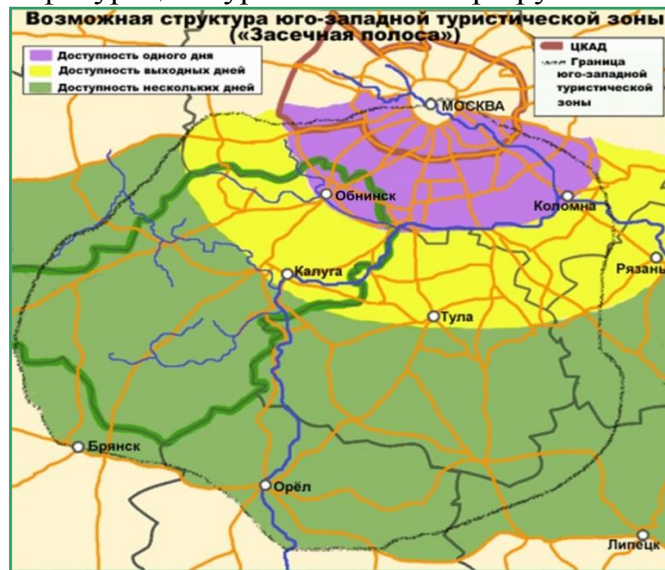 Возможная структура юго-западной туристической зоны
(«Засечная полоса»)
Доступность одного дня
Доступность выходных дней
Доступность нескольких дней
ЦКАД
Граница
юго-западной
туристической
зоны
МОСКВА
Обнинск
Коломна
Калуга
Рязань
Тула
Брянск
Орёл
Липецк